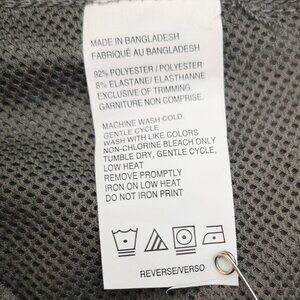 MADE IN BANGLADESH
FABRIQUÉ AU BANGLADESH
92% POLYESTER / POLYESTER
8% ELASTANE/ ELASTHANNE
EXCLUSIVE OF TRIMMING.
GARNITURE NON COMPRISE.
MACHINE WASH COLD.
GENTLE CYCLE
WASH WITH LIKE COLORS
NON-CHLORINE BLEACH ONLY
TUMBLE DRY, GENTLE CYCLE,
LOW HEAT
REMOVE PROMPTLY
IRON ON LOW HEAT
DO NOT IRON PRINT
REVERSE/VERSO